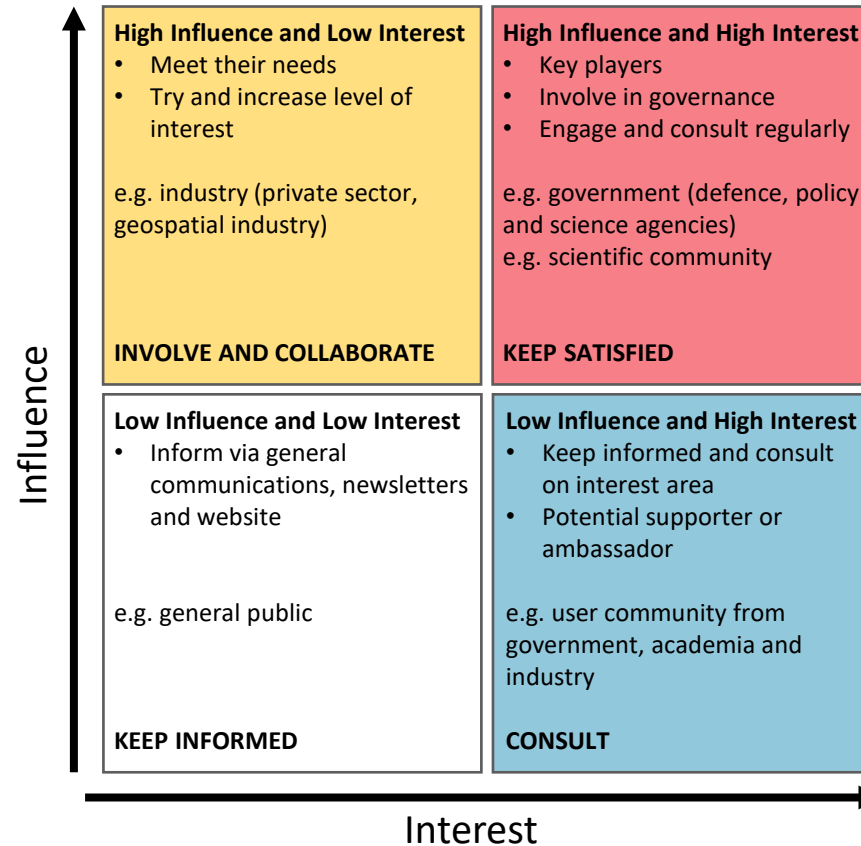 High Influence and Low Interest
• Meet their needs
• Try and increase level of
interest
e.g. industry (private sector,
geospatial industry)
INVOLVE AND COLLABORATE
High Influence and High Interest
• Key players
• Involve in governance
• Engage and consult regularly
e.g. government (defence, policy
and science agencies)
e.g. scientific community
KEEP SATISFIED
Influence
Low Influence and Low Interest
• Inform via general
communications, newsletters
and website
e.g. general public
KEEP INFORMED
Low Influence and High Interest
• Keep informed and consult
on interest area
• Potential supporter or
ambassador
e.g. user community from
government, academia and
industry
CONSULT
Interest